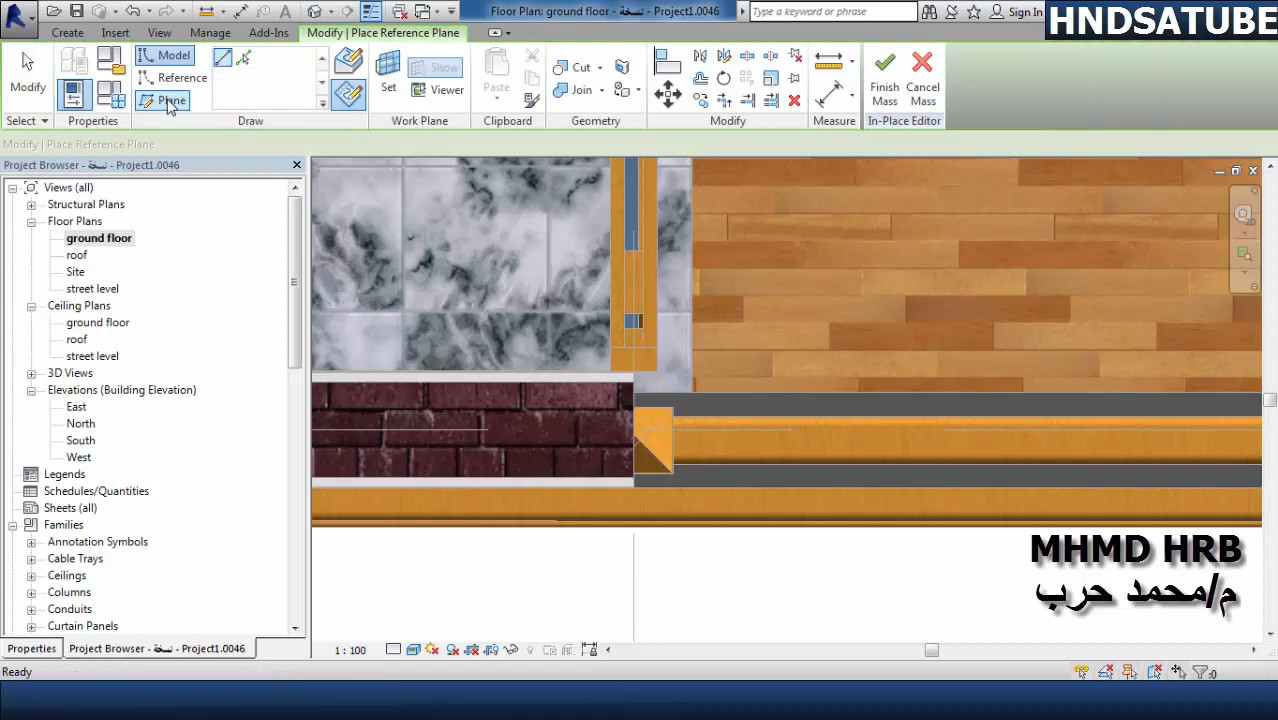 Floor Plan: ground floor - نسخة - Project1.0046
Type a keyword or phrase
Sign In
HNDSATUBE
Create
Insert
View
Manage
Add-Ins
Modify | Place Reference Plane
Modify
Model
Reference
Plane
Set
Show
Viewer
Paste
Cut
Join
Finish
Mass
Cancel
Mass
Select
Properties
Draw
Work Plane
Clipboard
Geometry
Modify
Measure
In-Place Editor
Modify | Place Reference Plane
Project Browser - نسخة - Project1.0046
Views (all)
Structural Plans
Floor Plans
ground floor
roof
Site
street level
Ceiling Plans
ground floor
roof
street level
3D Views
Elevations (Building Elevation)
East
North
South
West
Legends
Schedules/Quantities
Sheets (all)
Families
Annotation Symbols
Cable Trays
Ceilings
Columns
Conduits
Curtain Panels
MHMD HRB
م/محمد حرب
Properties
Project Browser - نسخة - Project1.0046
1 : 100
Ready
:0